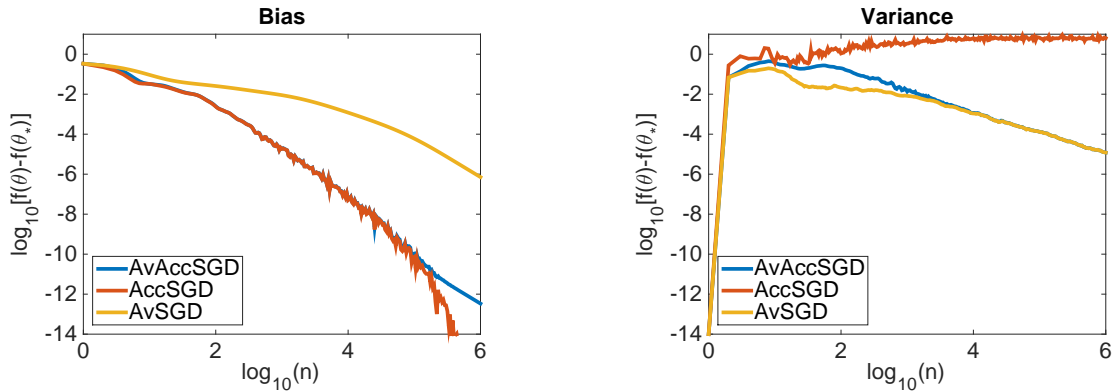 Bias
0
-2
-4
-6
-8
-10
-12
-14
log₁₀[f(θ)-f(θ*)]
AvAccSGD
AccSGD
AvSGD
0 2 4 6
log₁₀(n)
Variance
0
-2
-4
-6
-8
-10
-12
-14
log₁₀[f(θ)-f(θ*)]
AvAccSGD
AccSGD
AvSGD
0 2 4 6
log₁₀(n)